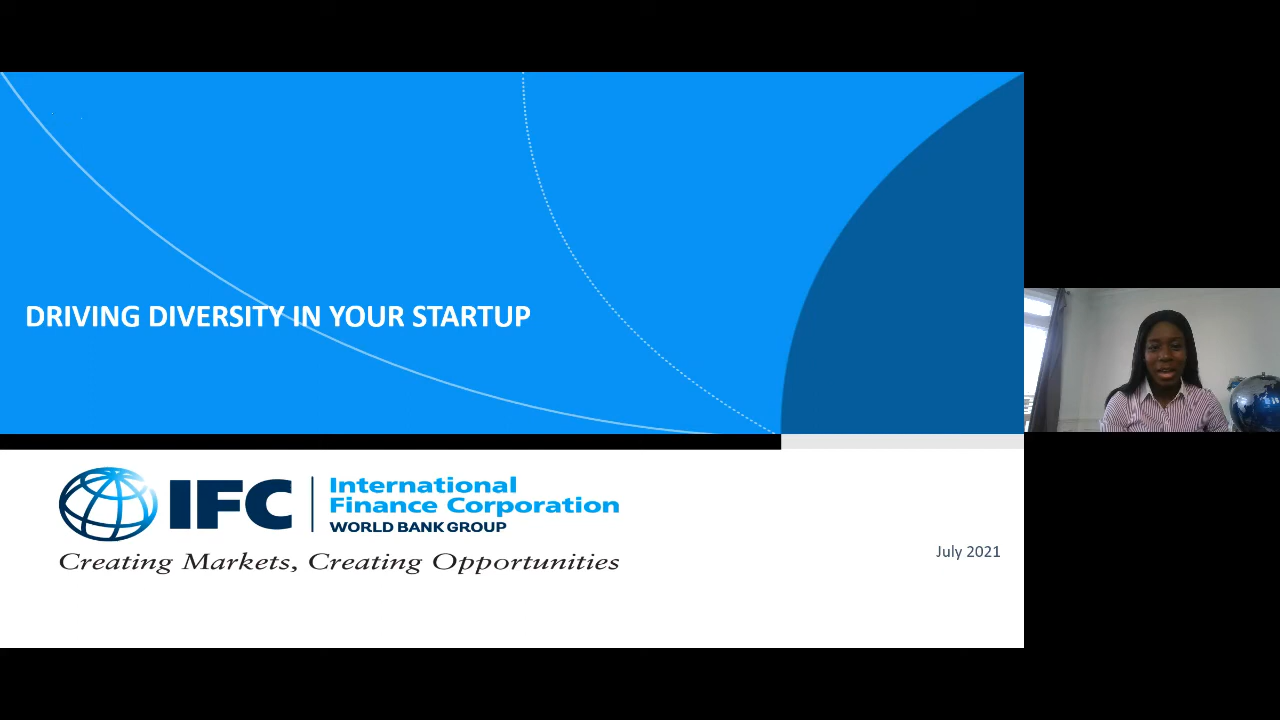 DRIVING DIVERSITY IN YOUR STARTUP
IFC
International
Finance Corporation
WORLD BANK GROUP
Creating Markets, Creating Opportunities
July 2021